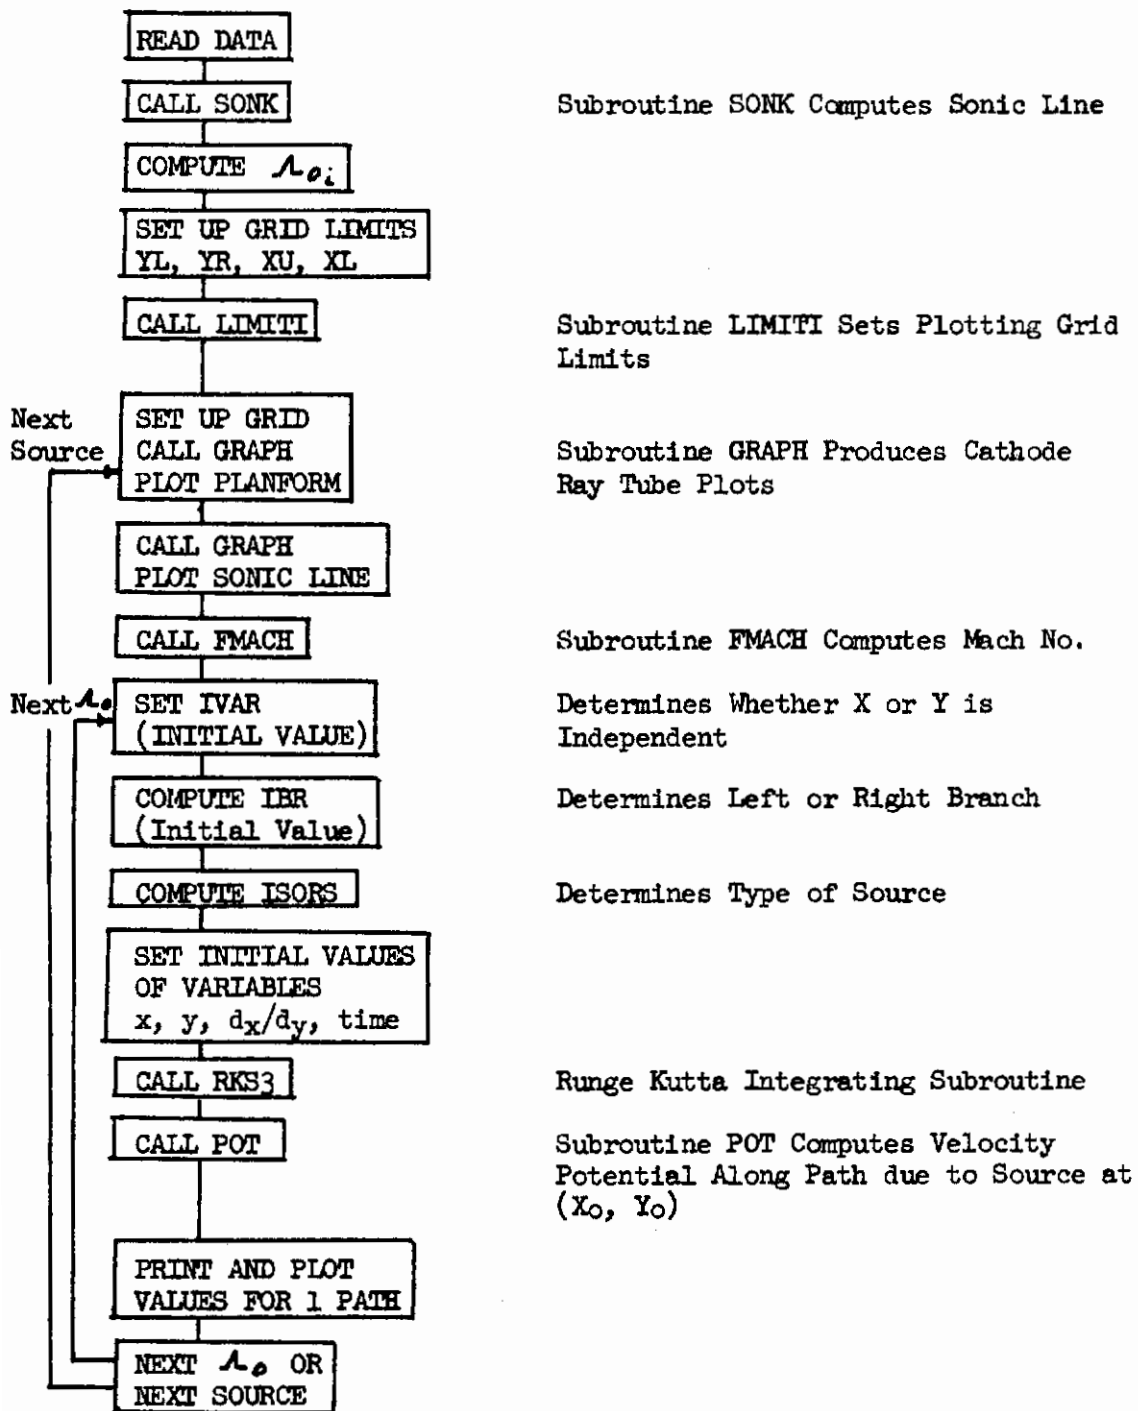 READ DATA
CALL SONK
Subroutine SONK Computes Sonic Line
COMPUTE Λoi
SET UP GRID LIMITS
YL, YR, XU, XL
CALL LIMITI
Subroutine LIMITI Sets Plotting Grid
Limits
Next
Source
SET UP GRID
CALL GRAPH
PLOT PLANFORM
Subroutine GRAPH Produces Cathode
Ray Tube Plots
CALL GRAPH
PLOT SONIC LINE
CALL FMACH
Subroutine FMACH Computes Mach No.
Next Λo
SET IVAR
(INITIAL VALUE)
Determines Whether X or Y is
Independent
COMPUTE IBR
(Initial Value)
Determines Left or Right Branch
COMPUTE ISORS
Determines Type of Source
SET INITIAL VALUES
OF VARIABLES
x, y, dx/dy, time
CALL RKS3
Runge Kutta Integrating Subroutine
CALL POT
Subroutine POT Computes Velocity
Potential Along Path due to Source at
(Xo, Yo)
PRINT AND PLOT
VALUES FOR 1 PATH
NEXT Λo OR
NEXT SOURCE